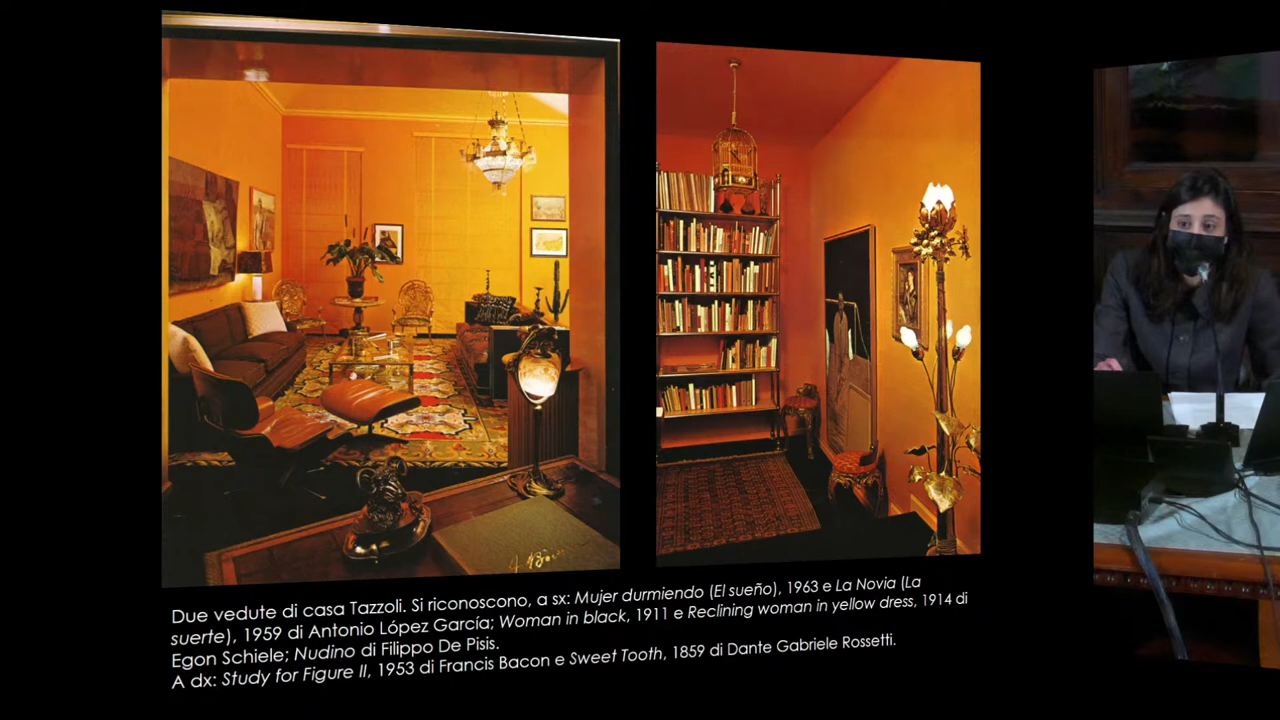 Due vedute di casa Tazzoli. Si riconoscono, a sx: Mujer durmiendo (El sueño), 1963 e La Novia (La
suerte), 1959 di Antonio López García; Woman in black, 1911 e Reclining woman in yellow dress, 1914 di
Egon Schiele; Nudino di Filippo De Pisis.
A dx: Study for Figure II, 1953 di Francis Bacon e Sweet Tooth, 1859 di Dante Gabriele Rossetti.